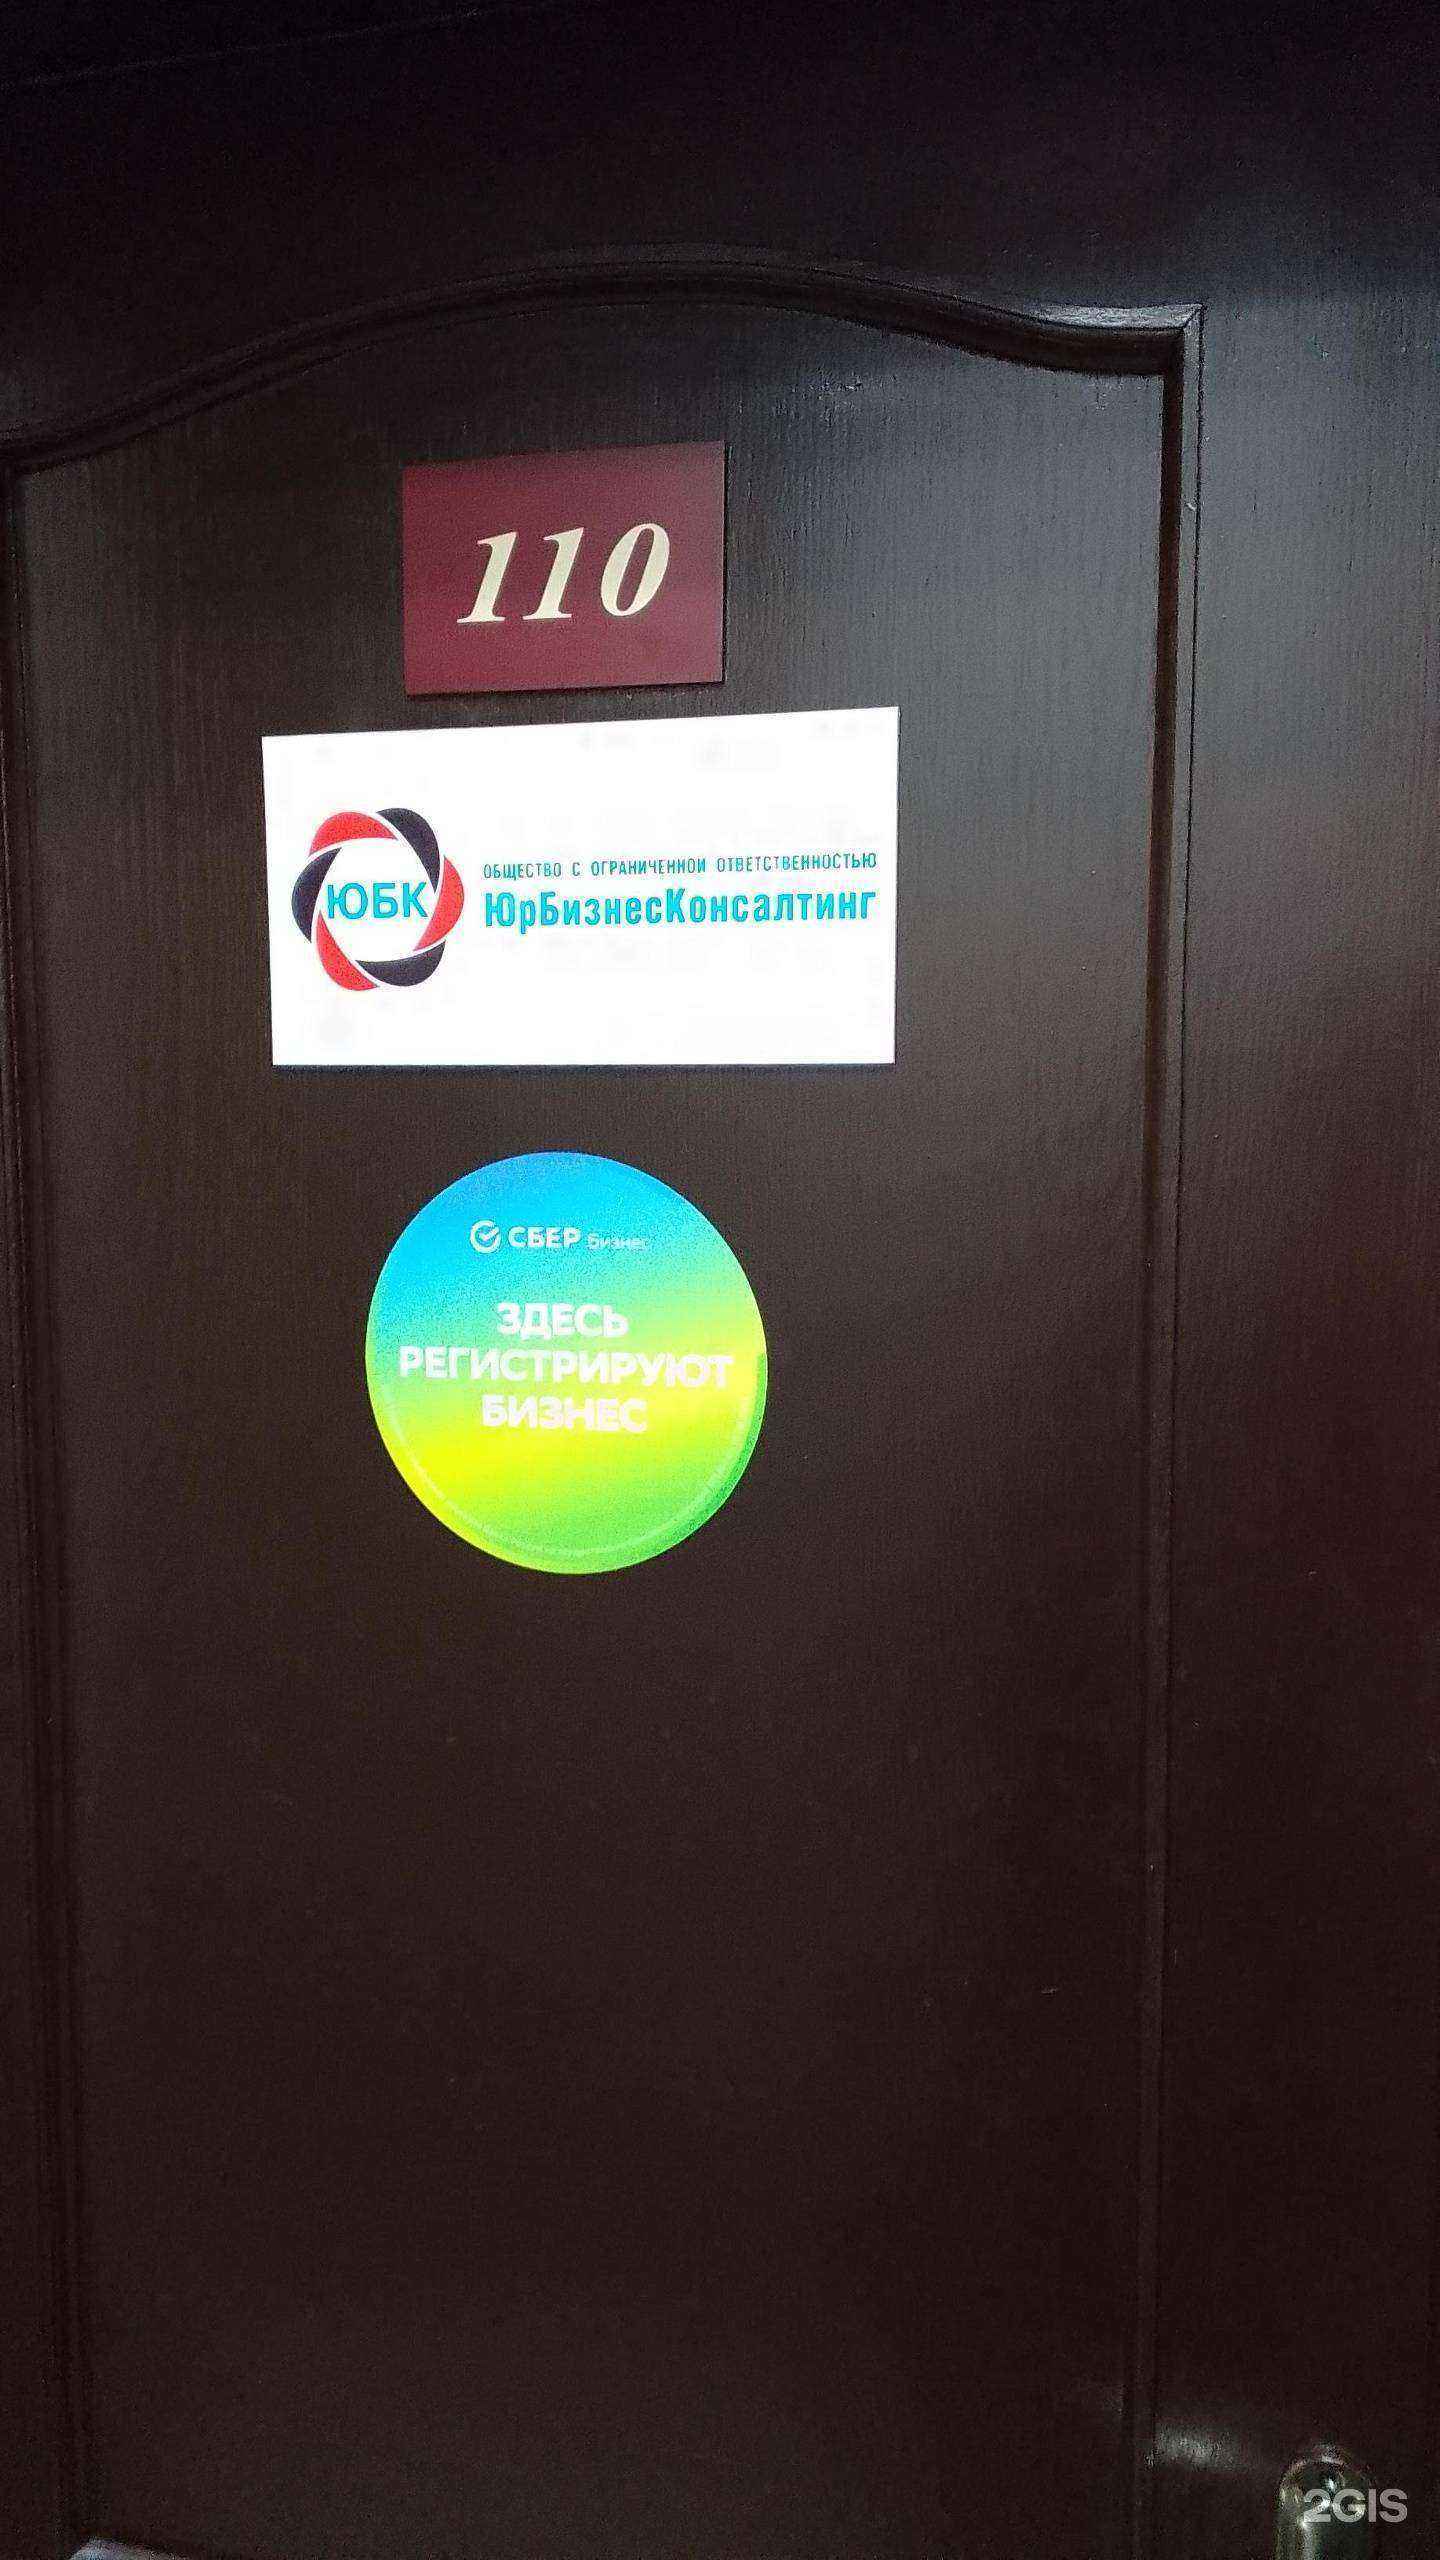 110
ЮБК
ОБЩЕСТВО С ОГРАНИЧЕННОЙ ОТВЕТСТВЕННОСТЬЮ
ЮрБизнесКонсалтинг
СБЕР Бизнес
ЗДЕСЬ
РЕГИСТРИРУЮТ
БИЗНЕС
2GIS